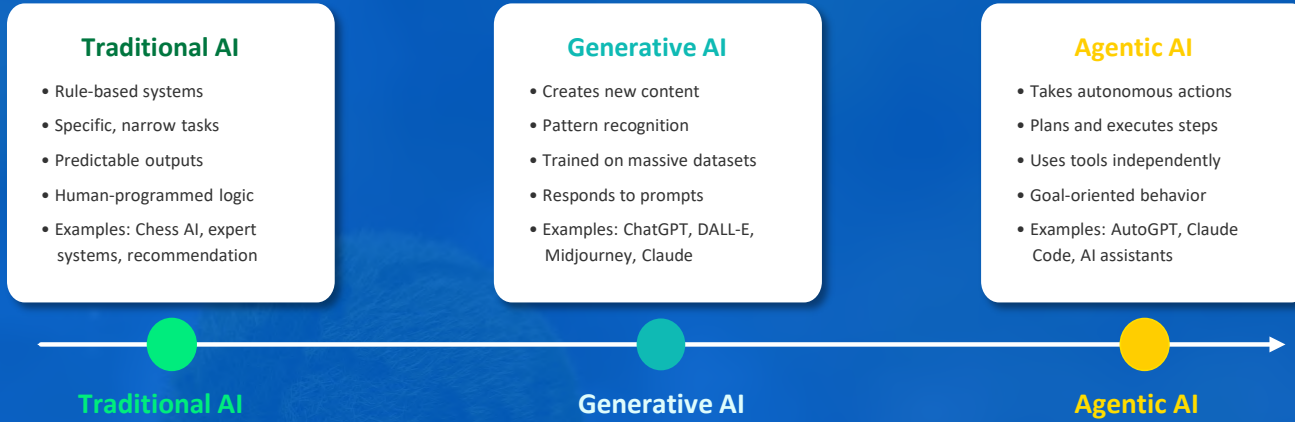 Traditional AI
• Rule-based systems
• Specific, narrow tasks
• Predictable outputs
• Human-programmed logic
• Examples: Chess AI, expert
systems, recommendation
Generative AI
• Creates new content
• Pattern recognition
• Trained on massive datasets
• Responds to prompts
• Examples: ChatGPT, DALL-E,
Midjourney, Claude
Agentic AI
• Takes autonomous actions
• Plans and executes steps
• Uses tools independently
• Goal-oriented behavior
• Examples: AutoGPT, Claude
Code, AI assistants
Traditional AI
Generative AI
Agentic AI